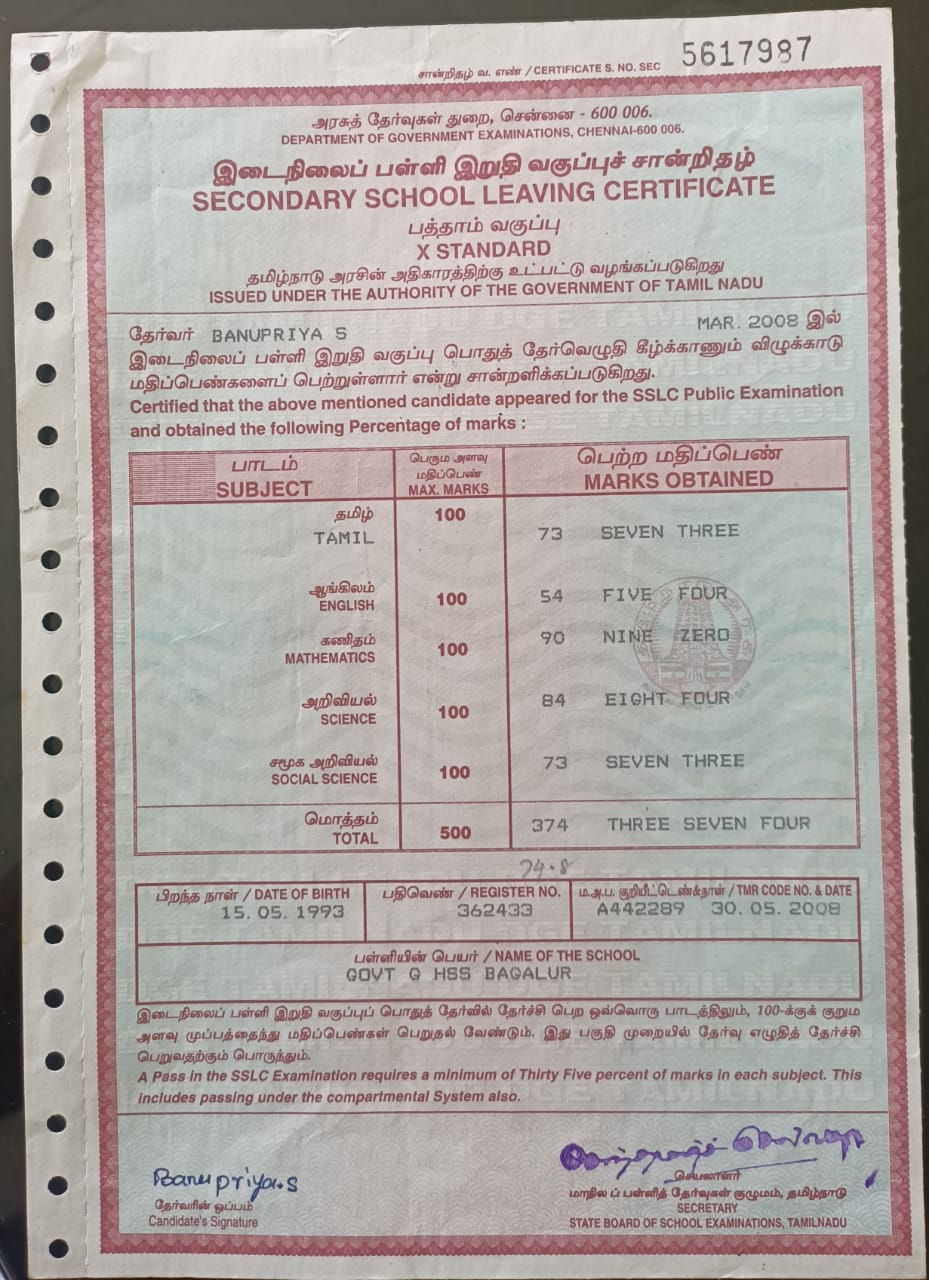 சான்றிதழ் வ. எண் / CERTIFICATE S. NO. SEC 5617987
அரசுத் தேர்வுகள் துறை, சென்னை - 600 006.
DEPARTMENT OF GOVERNMENT EXAMINATIONS, CHENNAI-600 006.
இடைநிலைப் பள்ளி இறுதி வகுப்புச் சான்றிதழ்
SECONDARY SCHOOL LEAVING CERTIFICATE
பத்தாம் வகுப்பு
X STANDARD
தமிழ்நாடு அரசின் அதிகாரத்திற்கு உட்பட்டு வழங்கப்படுகிறது
ISSUED UNDER THE AUTHORITY OF THE GOVERNMENT OF TAMIL NADU
தேர்வர் BANUPRIYA S MAR. 2008 இல்
இடைநிலைப் பள்ளி இறுதி வகுப்பு பொதுத் தேர்வெழுதி கீழ்க்காணும் விழுக்காடு
மதிப்பெண்களைப் பெற்றுள்ளார் என்று சான்றளிக்கப்படுகிறது.
Certified that the above mentioned candidate appeared for the SSLC Public Examination
and obtained the following Percentage of marks :
பாடம் பெரும அளவு மதிப்பெண் பெற்ற மதிப்பெண்
SUBJECT MAX. MARKS MARKS OBTAINED
தமிழ் 100
TAMIL 73 SEVEN THREE
ஆங்கிலம்
ENGLISH 100 54 FIVE FOUR
கணிதம் 90 NINE ZERO
MATHEMATICS 100
அறிவியல் 84 EIGHT FOUR
SCIENCE 100
சமூக அறிவியல் 73 SEVEN THREE
SOCIAL SCIENCE 100
மொத்தம் 374 THREE SEVEN FOUR
TOTAL 500
74.8
பிறந்த நாள் / DATE OF BIRTH பதிவெண் / REGISTER NO. ம.அ.ப. குறியீட்டெண்&நாள் / TMR CODE NO. & DATE
15. 05. 1993 362433 A442289 30. 05. 2008
பள்ளியின் பெயர் / NAME OF THE SCHOOL
GOVT G HSS BAGALUR
இடைநிலைப் பள்ளி இறுதி வகுப்புப் பொதுத் தேர்வில் தேர்ச்சி பெற ஒவ்வொரு பாடத்திலும், 100-க்குக் குறும
அளவு முப்பத்தைந்து மதிப்பெண்கள் பெறுதல் வேண்டும். இது பகுதி முறையில் தேர்வு எழுதித் தேர்ச்சி
பெறுவதற்கும் பொருந்தும்.
A Pass in the SSLC Examination requires a minimum of Thirty Five percent of marks in each subject. This
includes passing under the compartmental System also.
Banupriya.S
தேர்வரின் ஒப்பம்
Candidate's Signature
செயலாளர்
மாநிலப் பள்ளித் தேர்வுகள் குழுமம், தமிழ்நாடு
SECRETARY
STATE BOARD OF SCHOOL EXAMINATIONS, TAMILNADU